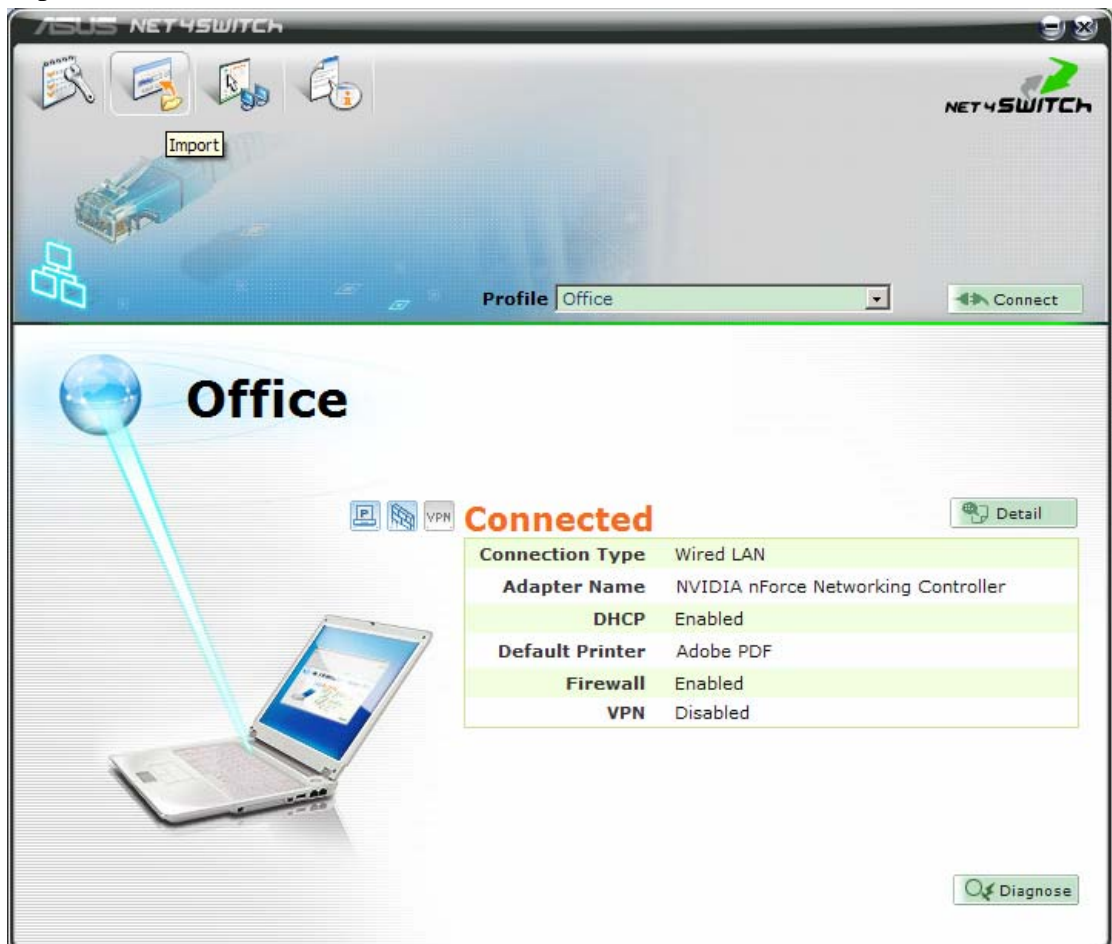 ASUS NET4SWITCH
NET4SWITCH
Import
Profile Office Connect
Office
P VPN Connected Detail
Connection Type Wired LAN
Adapter Name NVIDIA nForce Networking Controller
DHCP Enabled
Default Printer Adobe PDF
Firewall Enabled
VPN Disabled
Diagnose